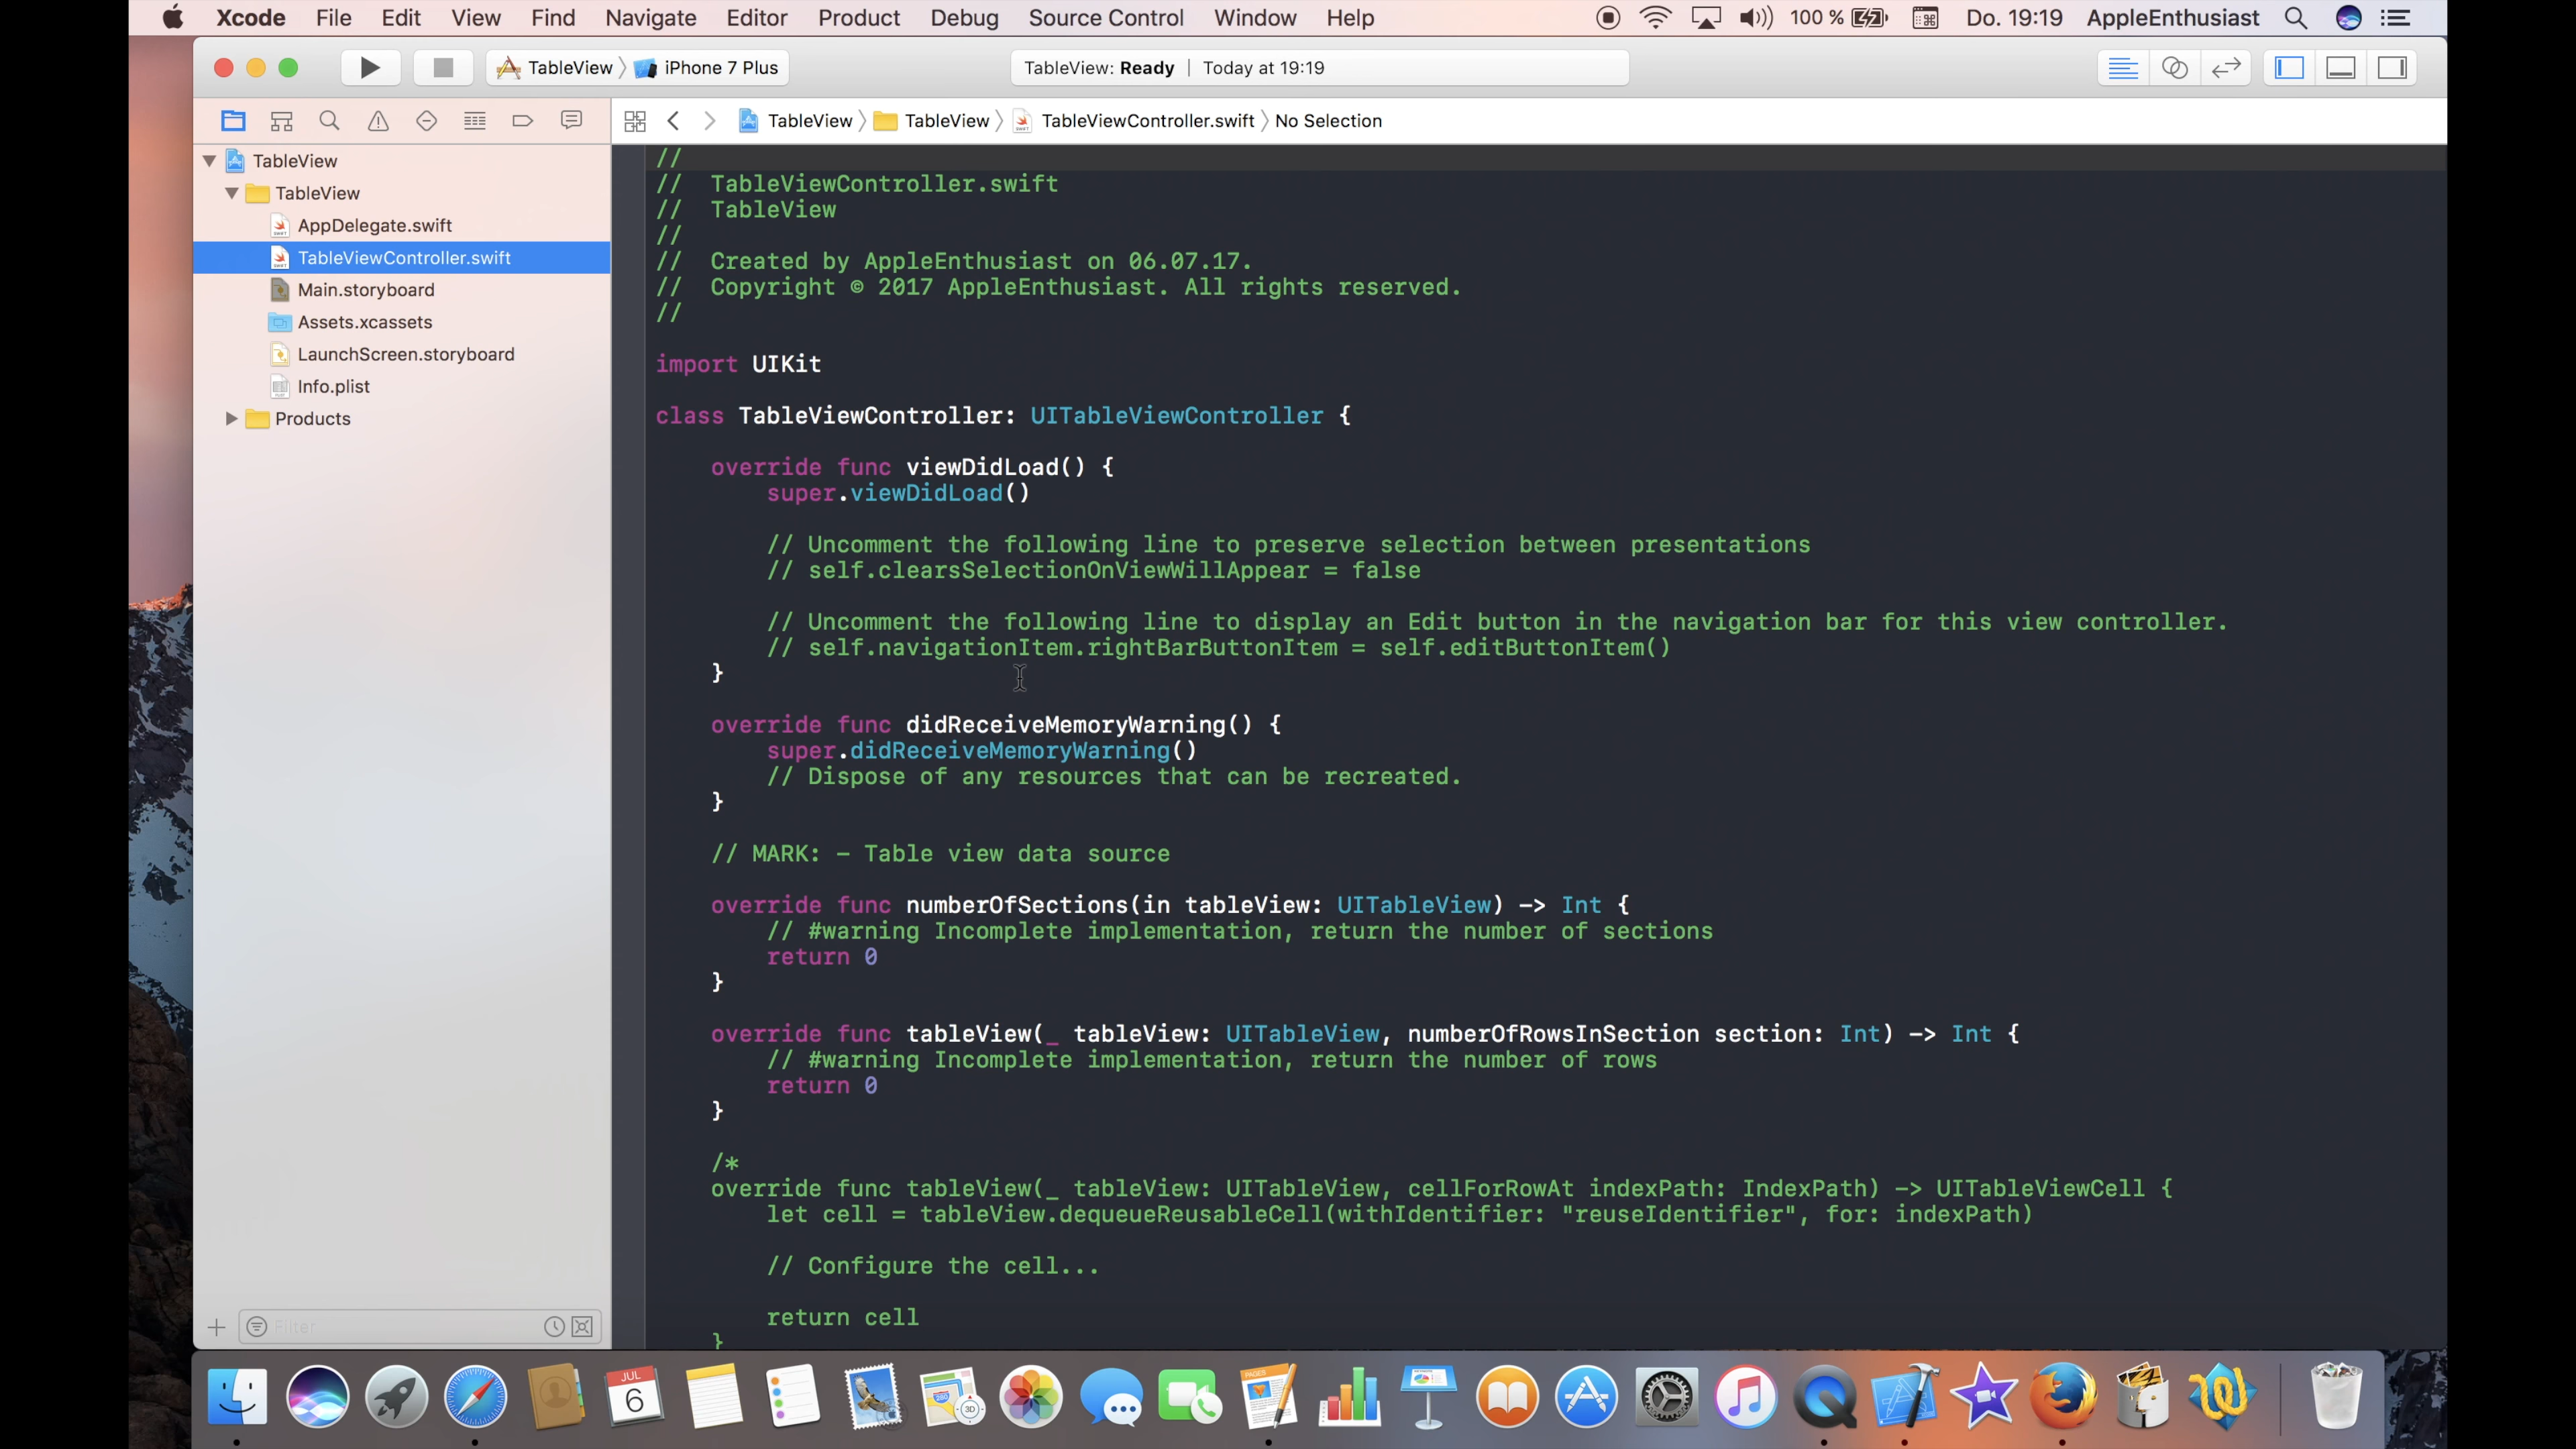 Xcode File Edit View Find Navigate Editor Product Debug Source Control Window Help 100 % Do. 19:19 AppleEnthusiast
TableView iPhone 7 Plus TableView: Ready | Today at 19:19
TableView TableView TableViewController.swift No Selection
TableView
TableView
AppDelegate.swift
TableViewController.swift
Main.storyboard
Assets.xcassets
LaunchScreen.storyboard
Info.plist
Products
Filter
//
// TableViewController.swift
// TableView
//
// Created by AppleEnthusiast on 06.07.17.
// Copyright © 2017 AppleEnthusiast. All rights reserved.
//
import UIKit
class TableViewController: UITableViewController {
override func viewDidLoad() {
super.viewDidLoad()
// Uncomment the following line to preserve selection between presentations
// self.clearsSelectionOnViewWillAppear = false
// Uncomment the following line to display an Edit button in the navigation bar for this view controller.
// self.navigationItem.rightBarButtonItem = self.editButtonItem()
}
override func didReceiveMemoryWarning() {
super.didReceiveMemoryWarning()
// Dispose of any resources that can be recreated.
}
// MARK: - Table view data source
override func numberOfSections(in tableView: UITableView) -> Int {
// #warning Incomplete implementation, return the number of sections
return 0
}
override func tableView(_ tableView: UITableView, numberOfRowsInSection section: Int) -> Int {
// #warning Incomplete implementation, return the number of rows
return 0
}
/*
override func tableView(_ tableView: UITableView, cellForRowAt indexPath: IndexPath) -> UITableViewCell {
let cell = tableView.dequeueReusableCell(withIdentifier: "reuseIdentifier", for: indexPath)
// Configure the cell...
return cell
}
JUL
6
280
3D
PAGES